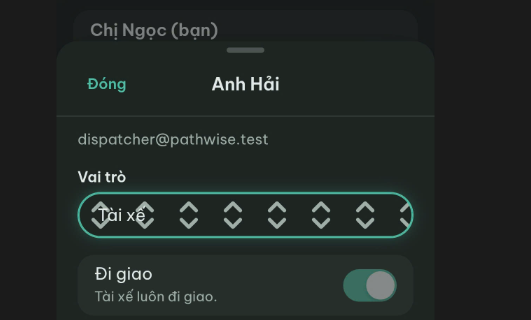 Chị Ngọc (bạn)
Đóng
Anh Hải
dispatcher@pathwise.test
Vai trò
Tài xế
Đi giao
Tài xế luôn đi giao.